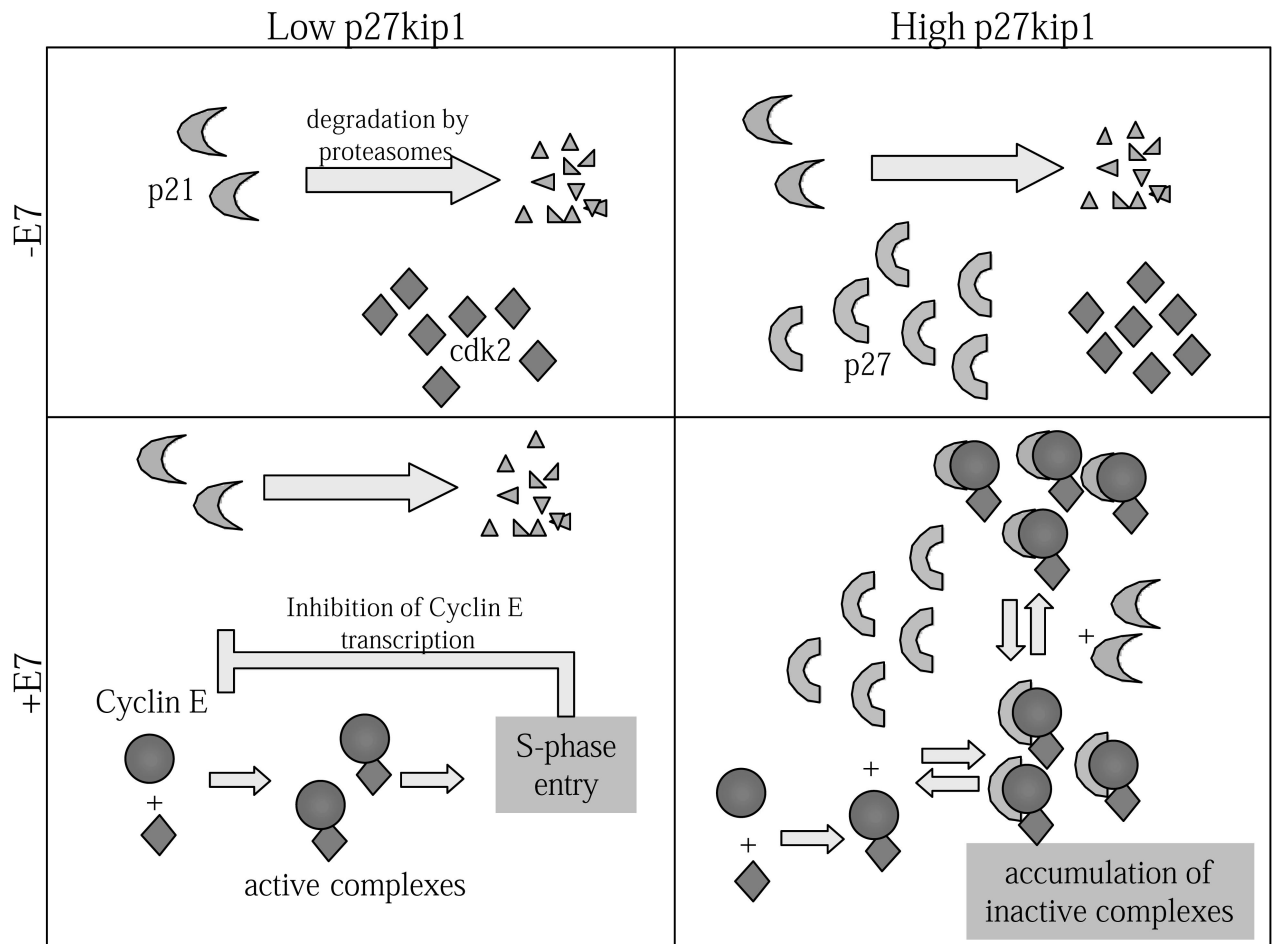 Low p27kip1
High p27kip1
-E7
degradation by
proteasomes
p21
cdk2
p27
+E7
Inhibition of Cyclin E
transcription
Cyclin E
+
S-phase
entry
active complexes
+
+
+
accumulation of
inactive complexes